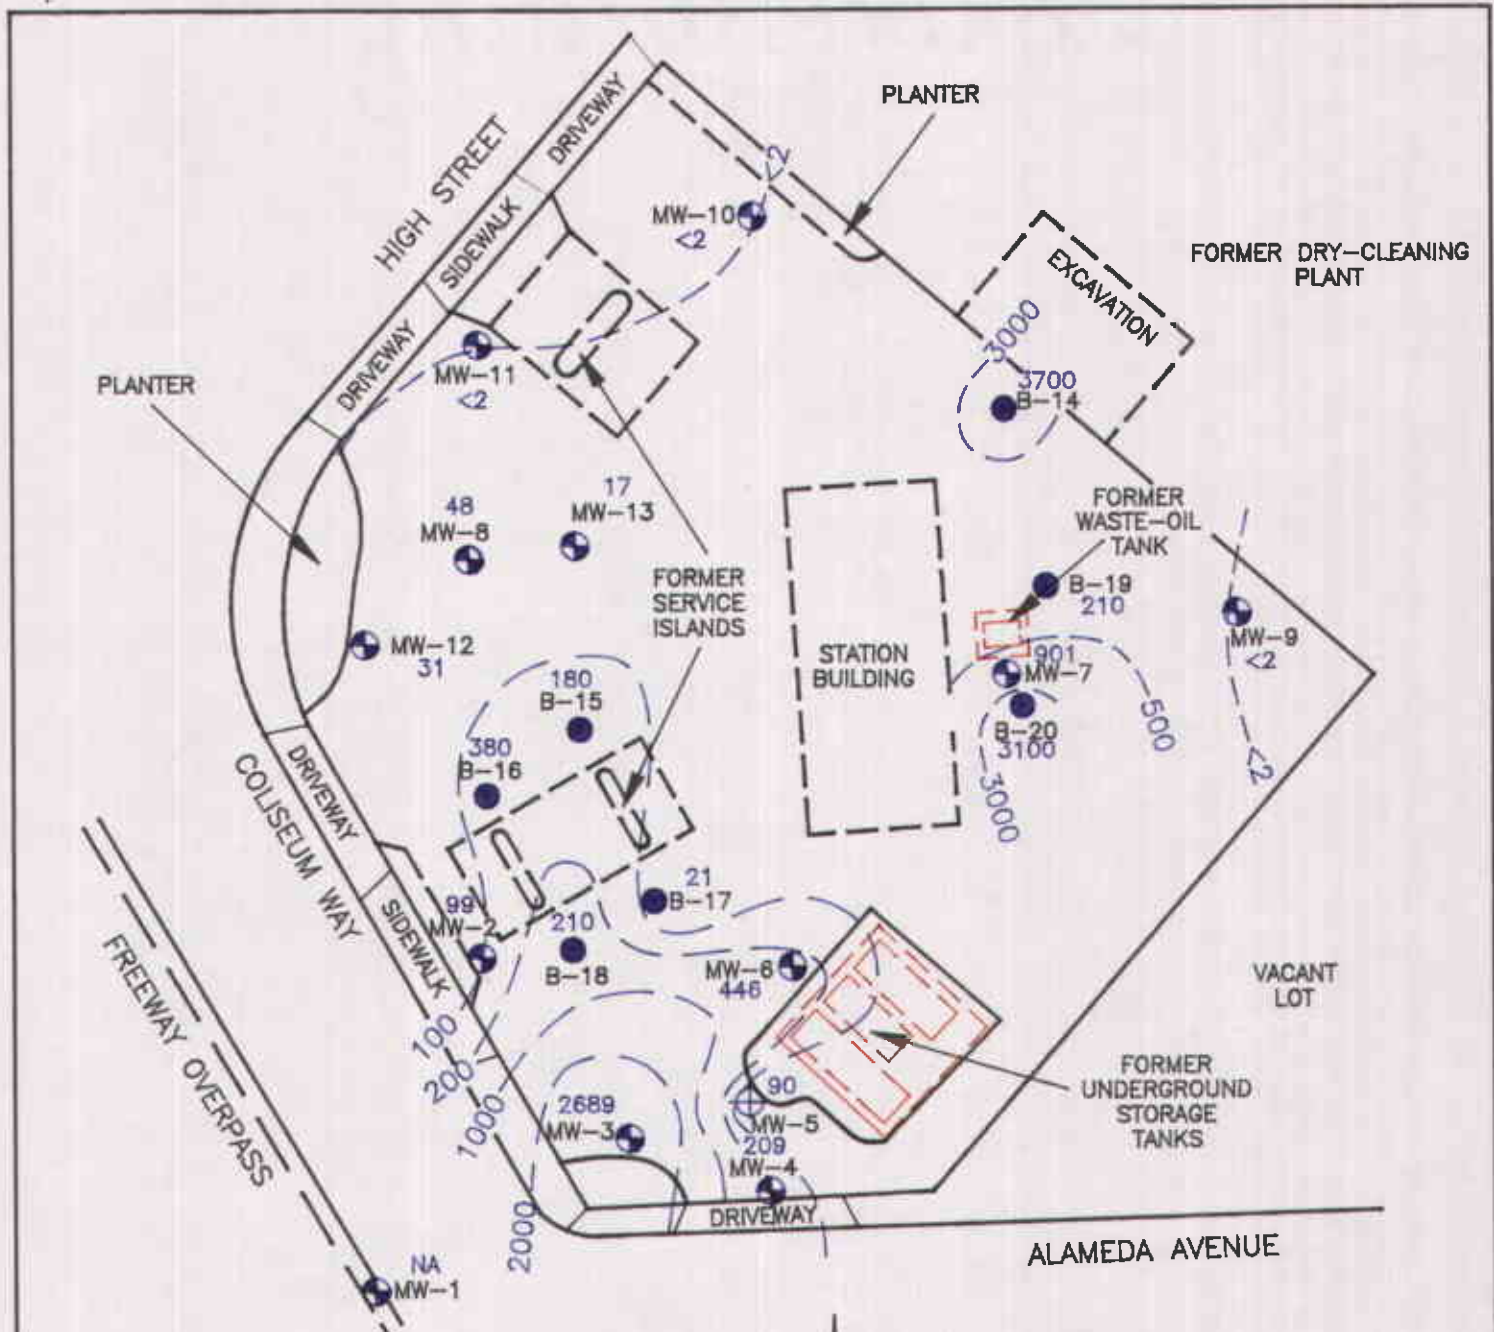 PLANTER
DRIVEWAY
HIGH STREET
<2
MW-10
<2
SIDEWALK
EXCAVATION
FORMER DRY-CLEANING
PLANT
3000
DRIVEWAY
MW-11
<2
PLANTER
3700
B-14
48
MW-8
17
MW-13
FORMER
WASTE-OIL
TANK
FORMER
SERVICE
ISLANDS
B-19
210
MW-9
<2
MW-12
31
STATION
BUILDING
901
MW-7
180
B-15
B-20
3100
500
<2
380
B-16
3000
DRIVEWAY
COLISEUM WAY
21
B-17
99
MW-2
210
B-18
SIDEWALK
MW-6
446
VACANT
LOT
FREEWAY OVERPASS
100
200
1000
FORMER
UNDERGROUND
STORAGE
TANKS
90
MW-5
2689
MW-3
209
MW-4
2000
DRIVEWAY
ALAMEDA AVENUE
NA
MW-1